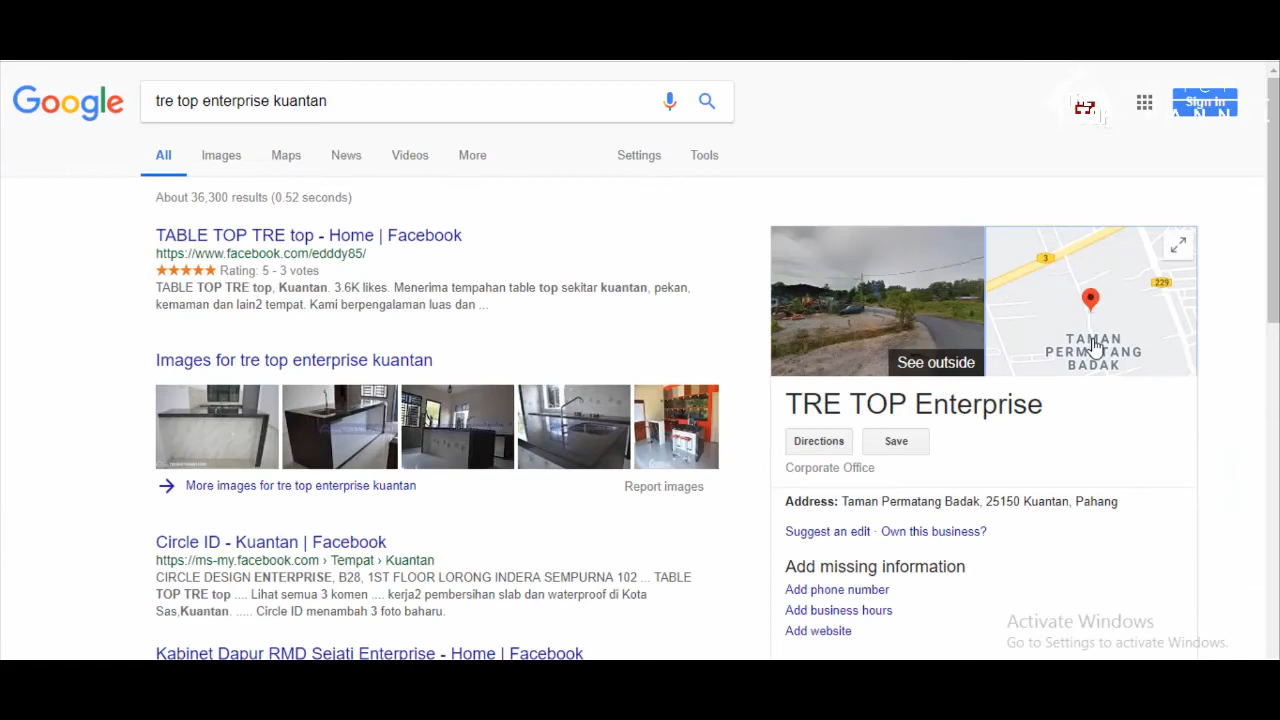 Google
tre top enterprise kuantan
Sign in
All
Images
Maps
News
Videos
More
Settings
Tools
About 36,300 results (0.52 seconds)
TABLE TOP TRE top - Home | Facebook
https://www.facebook.com/edddy85/
Rating: 5 - 3 votes
TABLE TOP TRE top, Kuantan. 3.6K likes. Menerima tempahan table top sekitar kuantan, pekan,
kemaman dan lain2 tempat. Kami berpengalaman luas dan ...
Images for tre top enterprise kuantan
More images for tre top enterprise kuantan
Report images
Circle ID - Kuantan | Facebook
https://ms-my.facebook.com › Tempat › Kuantan
CIRCLE DESIGN ENTERPRISE, B28, 1ST FLOOR LORONG INDERA SEMPURNA 102 ... TABLE
TOP TRE top .... Lihat semua 3 komen .... kerja2 pembersihan slab dan waterproof di Kota
Sas,Kuantan. ..... Circle ID menambah 3 foto baharu.
Kabinet Dapur RMD Sejati Enterprise - Home | Facebook
See outside
3
229
TAMAN
PERMATANG
BADAK
TRE TOP Enterprise
Directions
Save
Corporate Office
Address: Taman Permatang Badak, 25150 Kuantan, Pahang
Suggest an edit · Own this business?
Add missing information
Add phone number
Add business hours
Add website
Activate Windows
Go to Settings to activate Windows.